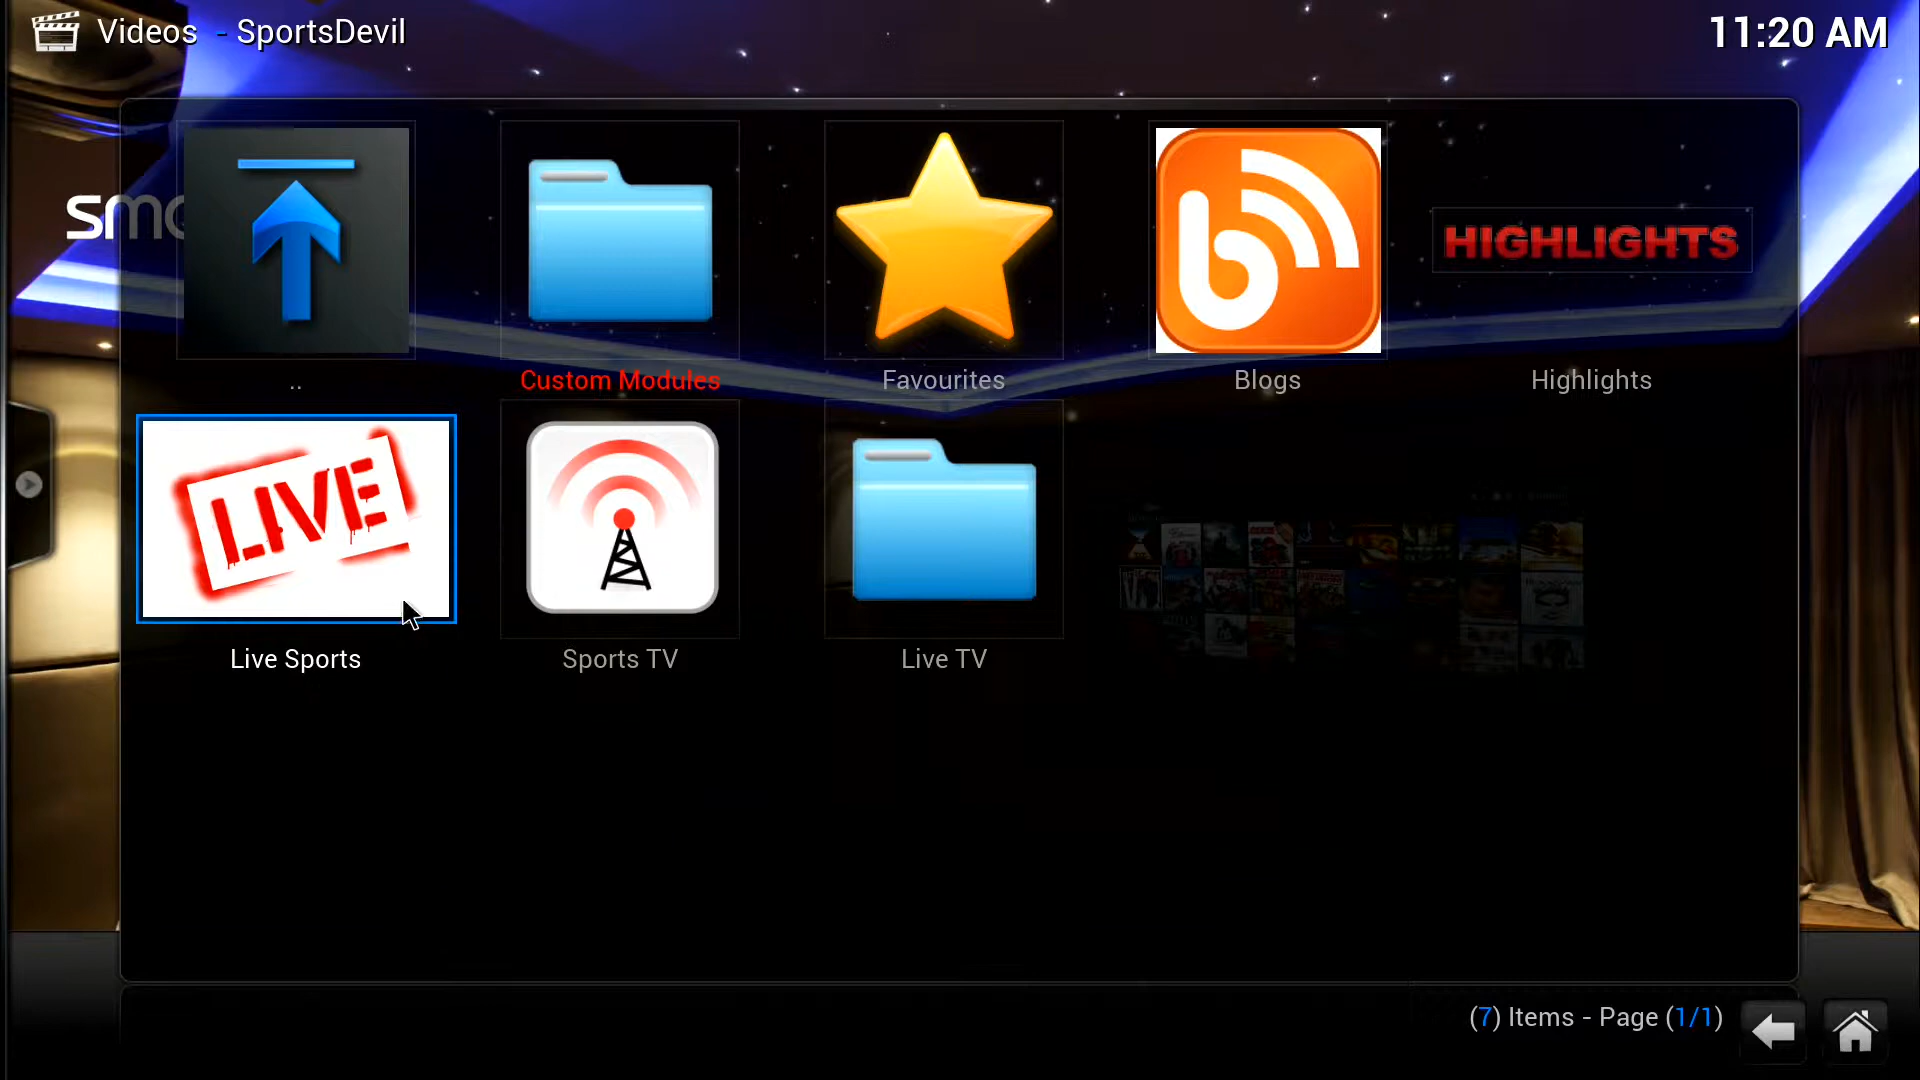 Videos - SportsDevil
11:20 AM
HIGHLIGHTS
..
Custom Modules
Favourites
Blogs
Highlights
LIVE
Live Sports
Sports TV
Live TV
(7) Items - Page (1/1)